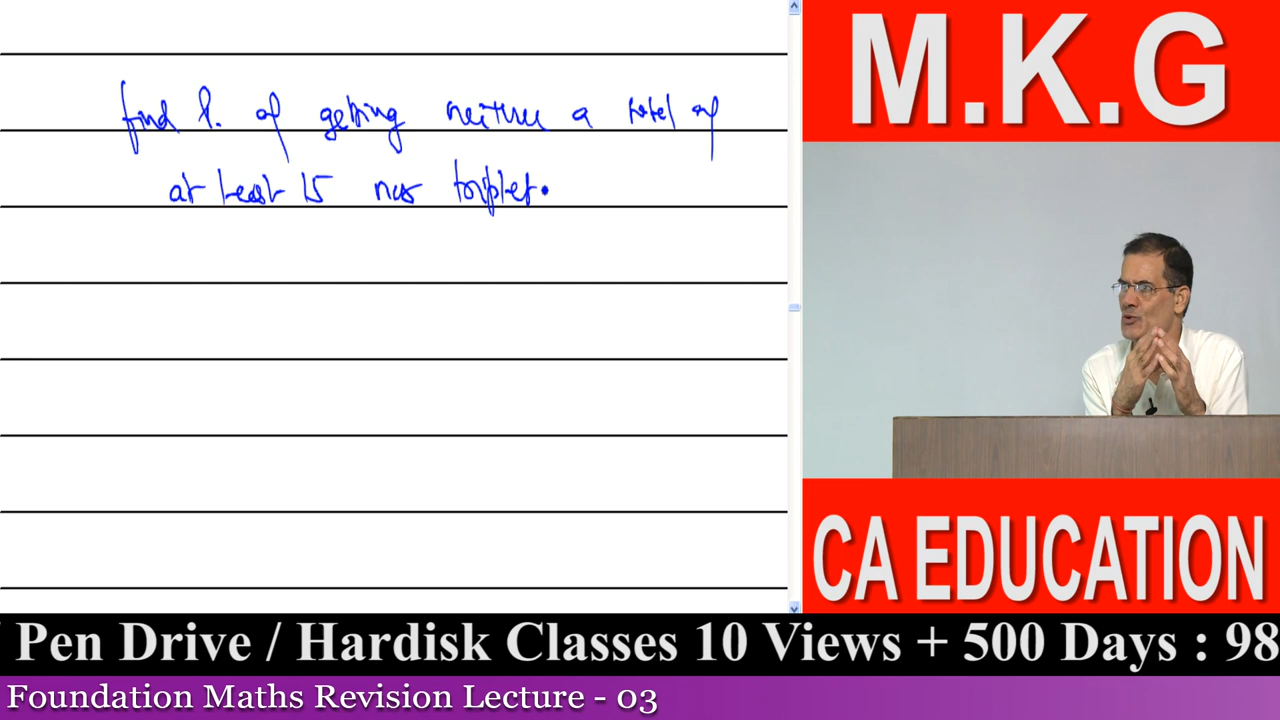 find P. of getting neither a total of
at least 15 nor triplet.
M.K.G
CA EDUCATION
Pen Drive / Hardisk Classes 10 Views + 500 Days : 98
Foundation Maths Revision Lecture - 03